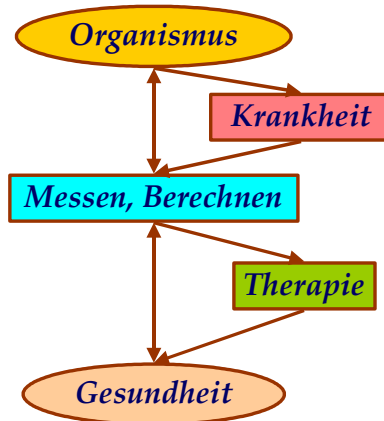 Organismus
Krankheit
Messen, Berechnen
Therapie
Gesundheit